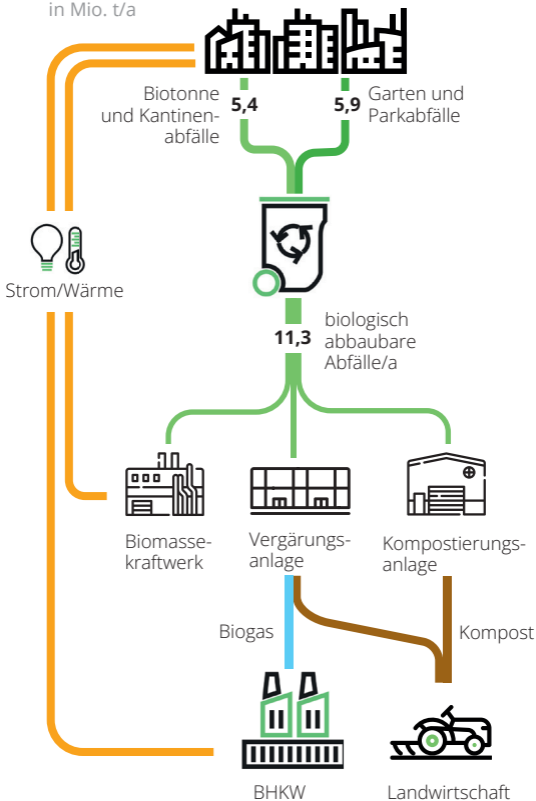 in Mio. t/a
Biotonne
und Kantinen-
abfälle
5,4
5,9
Garten und
Parkabfälle
Strom/Wärme
11,3
biologisch
abbaubare
Abfälle/a
Biomasse-
kraftwerk
Vergärungs-
anlage
Kompostierungs-
anlage
Biogas
Kompost
BHKW
Landwirtschaft